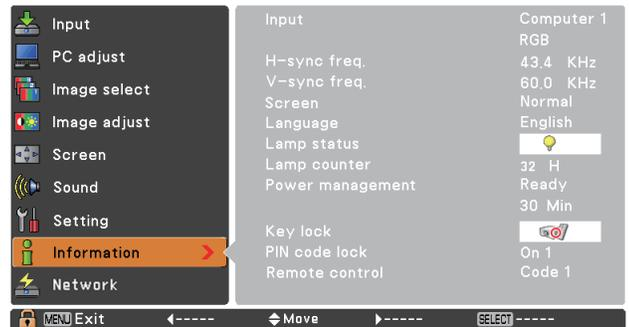 Input
PC adjust
Image select
Image adjust
Screen
Sound
Setting
Information
Network
Input Computer 1
RGB
H-sync freq. 43.4 KHz
V-sync freq. 60.0 KHz
Screen Normal
Language English
Lamp status
Lamp counter 32 H
Power management Ready
30 Min
Key lock
PIN code lock On 1
Remote control Code 1
MENU Exit ◀----- ◆Move ▶----- SELECT -----